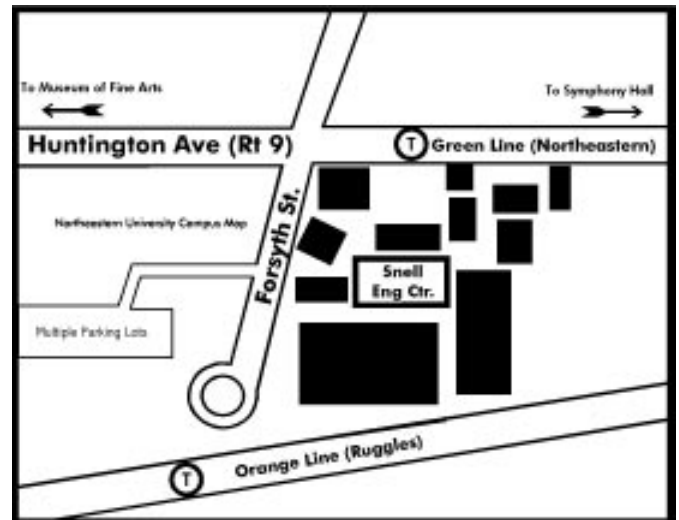 To Museum of Fine Arts
To Symphony Hall
Huntington Ave (Rt 9)
T
Green Line (Northeastern)
Northeastern University Campus Map
Forsyth St.
Snell
Eng Ctr.
Multiple Parking Lots
Orange Line (Ruggles)
T